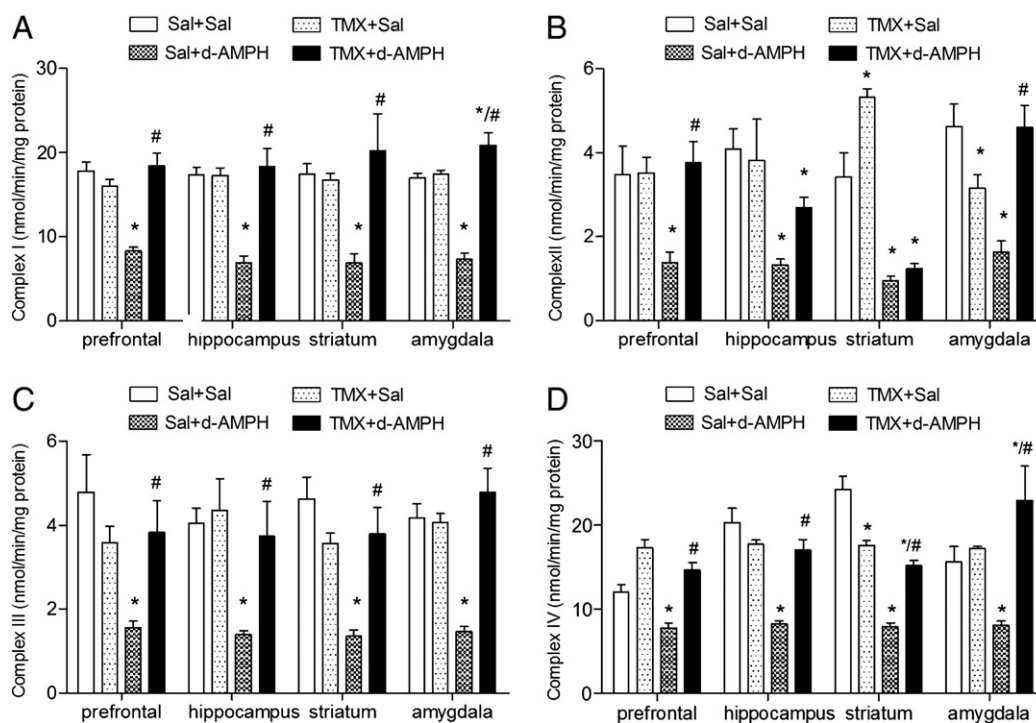 A
Sal+Sal TMX+Sal
Sal+d-AMPH TMX+d-AMPH
Complex I (nmol/min/mg protein)
30
20
10
0
# # # */#
* * * *
prefrontal hippocampus striatum amygdala
B
Sal+Sal TMX+Sal
Sal+d-AMPH TMX+d-AMPH
ComplexII (nmol/min/mg protein)
6
4
2
0
* #
# * *
* * * * *
prefrontal hippocampus striatum amygdala
C
Sal+Sal TMX+Sal
Sal+d-AMPH TMX+d-AMPH
Complex III (nmol/min/mg protein)
6
4
2
0
# # # #
* * * *
prefrontal hippocampus striatum amygdala
D
Sal+Sal TMX+Sal
Sal+d-AMPH TMX+d-AMPH
Complex IV (nmol/min/mg protein)
30
20
10
0
*/#
# # * */#
* * * *
prefrontal hippocampus striatum amygdala